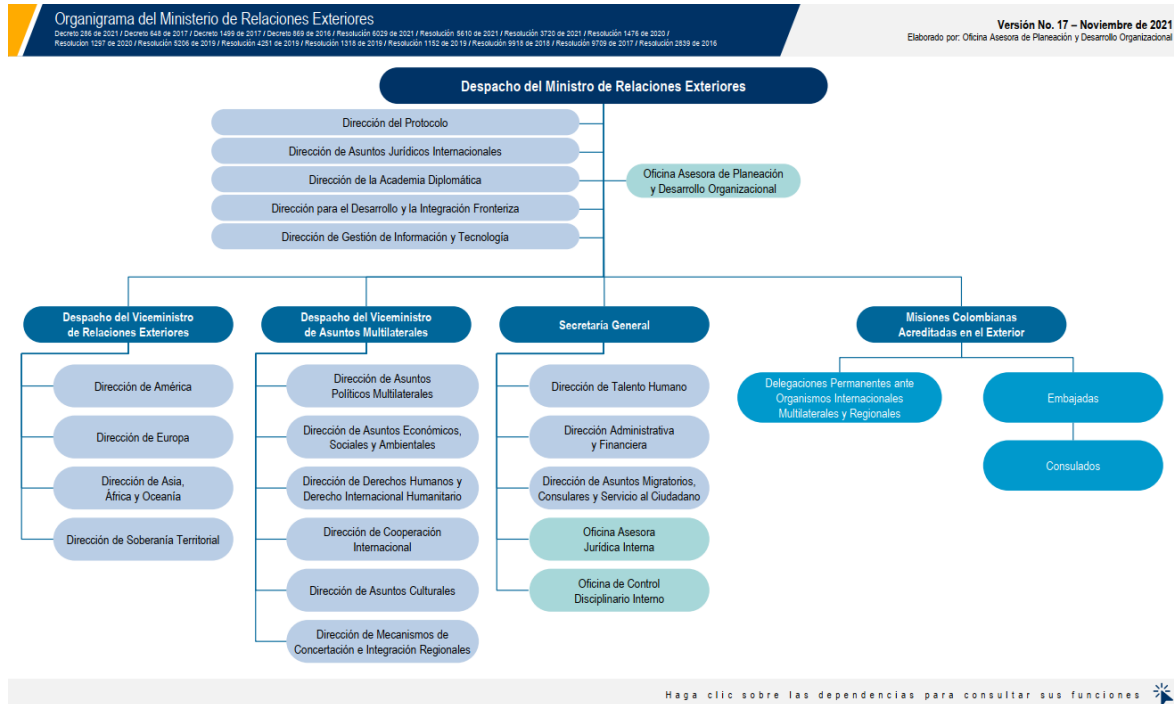 Organigrama del Ministerio de Relaciones Exteriores
Decreto 286 de 2021 / Decreto 648 de 2017 / Decreto 1499 de 2017 / Decreto 869 de 2016 / Resolución 6029 de 2021 / Resolución 5610 de 2021 / Resolución 3720 de 2021 / Resolución 1476 de 2020 /
Resolución 1297 de 2020 / Resolución 5206 de 2019 / Resolución 4251 de 2019 / Resolución 1318 de 2019 / Resolución 1152 de 2019 / Resolución 9918 de 2018 / Resolución 9709 de 2017 / Resolución 2839 de 2016
Versión No. 17 – Noviembre de 2021
Elaborado por: Oficina Asesora de Planeación y Desarrollo Organizacional
Despacho del Ministro de Relaciones Exteriores
Dirección del Protocolo
Dirección de Asuntos Jurídicos Internacionales
Dirección de la Academia Diplomática
Dirección para el Desarrollo y la Integración Fronteriza
Dirección de Gestión de Información y Tecnología
Oficina Asesora de Planeación
y Desarrollo Organizacional
Despacho del Viceministro
de Relaciones Exteriores
Dirección de América
Dirección de Europa
Dirección de Asia,
África y Oceanía
Dirección de Soberanía Territorial
Despacho del Viceministro
de Asuntos Multilaterales
Dirección de Asuntos
Políticos Multilaterales
Dirección de Asuntos Económicos,
Sociales y Ambientales
Dirección de Derechos Humanos y
Derecho Internacional Humanitario
Dirección de Cooperación
Internacional
Dirección de Asuntos Culturales
Dirección de Mecanismos de
Concertación e Integración Regionales
Secretaría General
Dirección de Talento Humano
Dirección Administrativa
y Financiera
Dirección de Asuntos Migratorios,
Consulares y Servicio al Ciudadano
Oficina Asesora
Jurídica Interna
Oficina de Control
Disciplinario Interno
Misiones Colombianas
Acreditadas en el Exterior
Delegaciones Permanentes ante
Organismos Internacionales
Multilaterales y Regionales
Embajadas
Consulados
Haga clic sobre las dependencias para consultar sus funciones